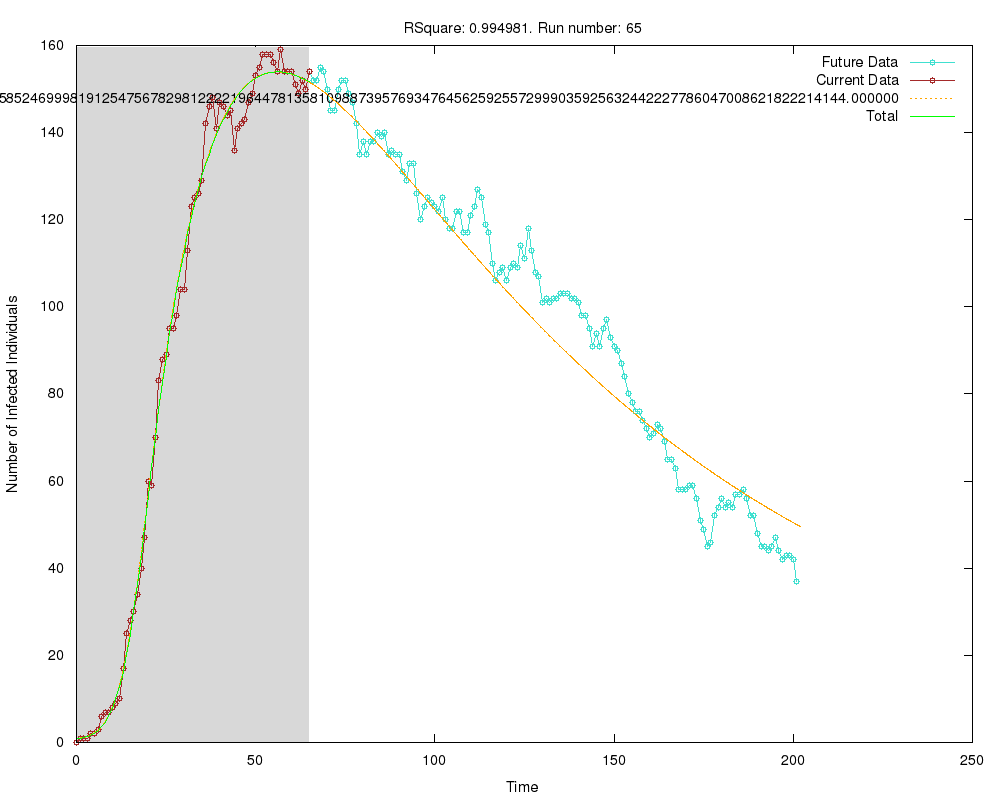 RSquare: 0.994981. Run number: 65
160
Future Data
Current Data
Total
140
120
100
80
60
40
20
0
Number of Infected Individuals
0 50 100 150 200 250
Time